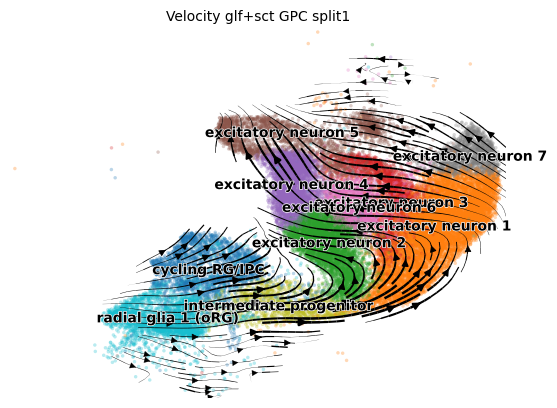 Velocity glf+sct GPC split1
excitatory neuron 5
excitatory neuron 7
excitatory neuron 4
excitatory neuron 3
excitatory neuron 6
excitatory neuron 1
excitatory neuron 2
cycling RG/IPC
intermediate progenitor
radial glia 1 (oRG)